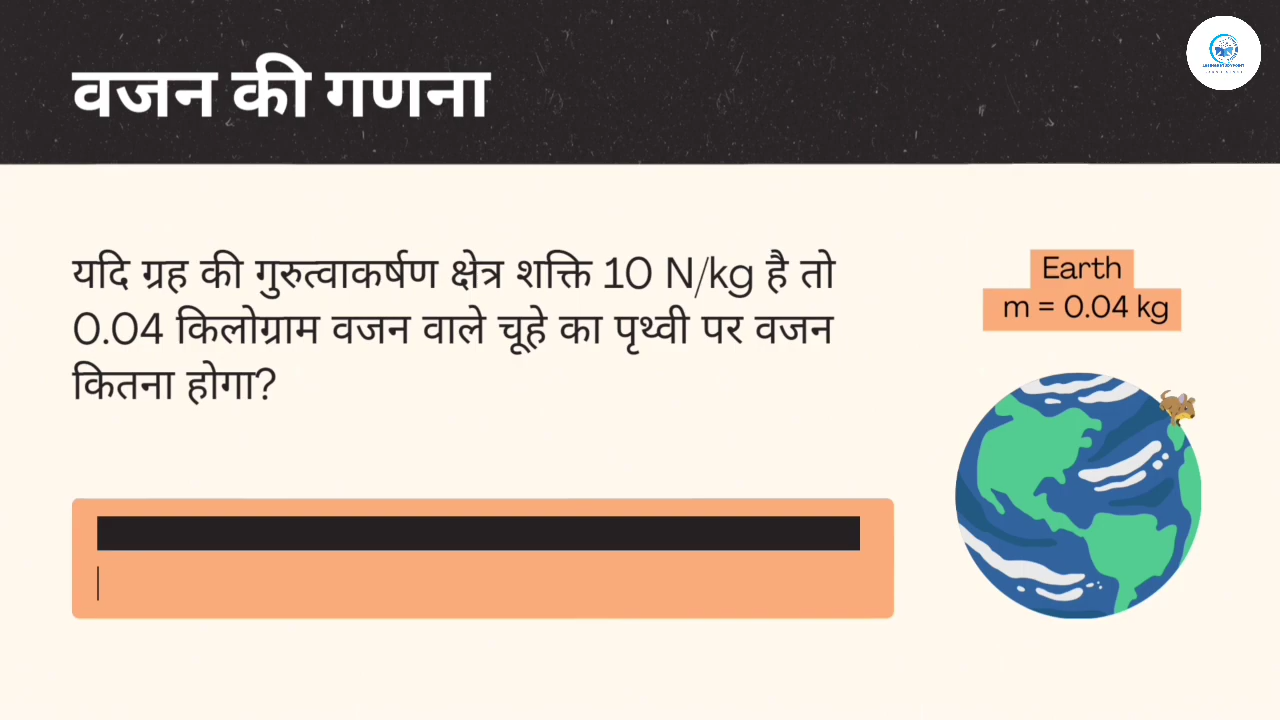 वजन की गणना
यदि ग्रह की गुरुत्वाकर्षण क्षेत्र शक्ति 10 N/kg है तो
0.04 किलोग्राम वजन वाले चूहे का पृथ्वी पर वजन
कितना होगा?
Earth
m = 0.04 kg